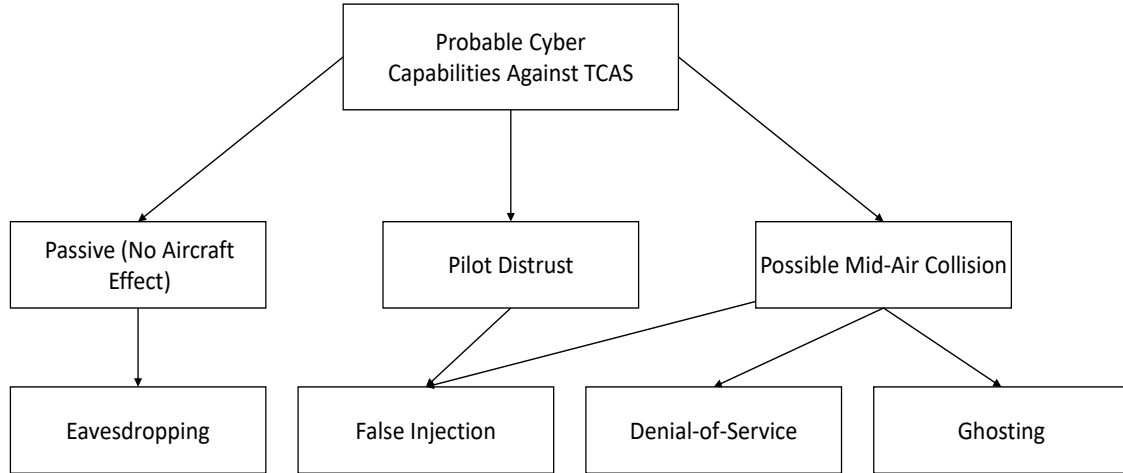 Probable Cyber
Capabilities Against TCAS
Passive (No Aircraft
Effect)
Pilot Distrust
Possible Mid-Air Collision
Eavesdropping
False Injection
Denial-of-Service
Ghosting